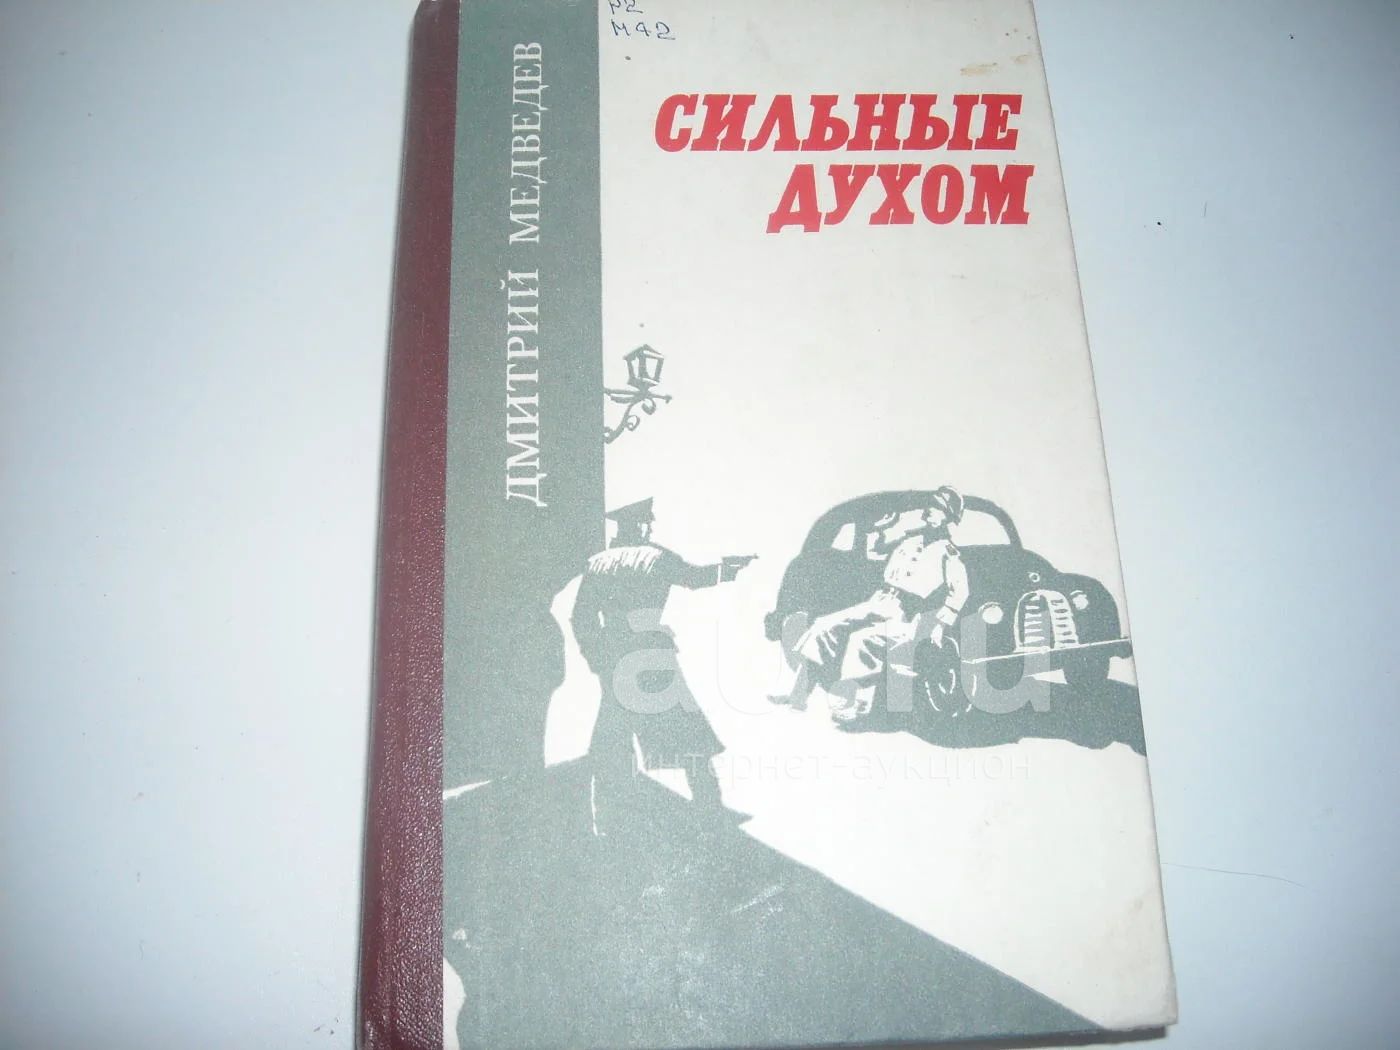 Р2
М42
СИЛЬНЫЕ
ДУХОМ
ДМИТРИЙ МЕДВЕДЕВ
au.ru
интернет-аукцион